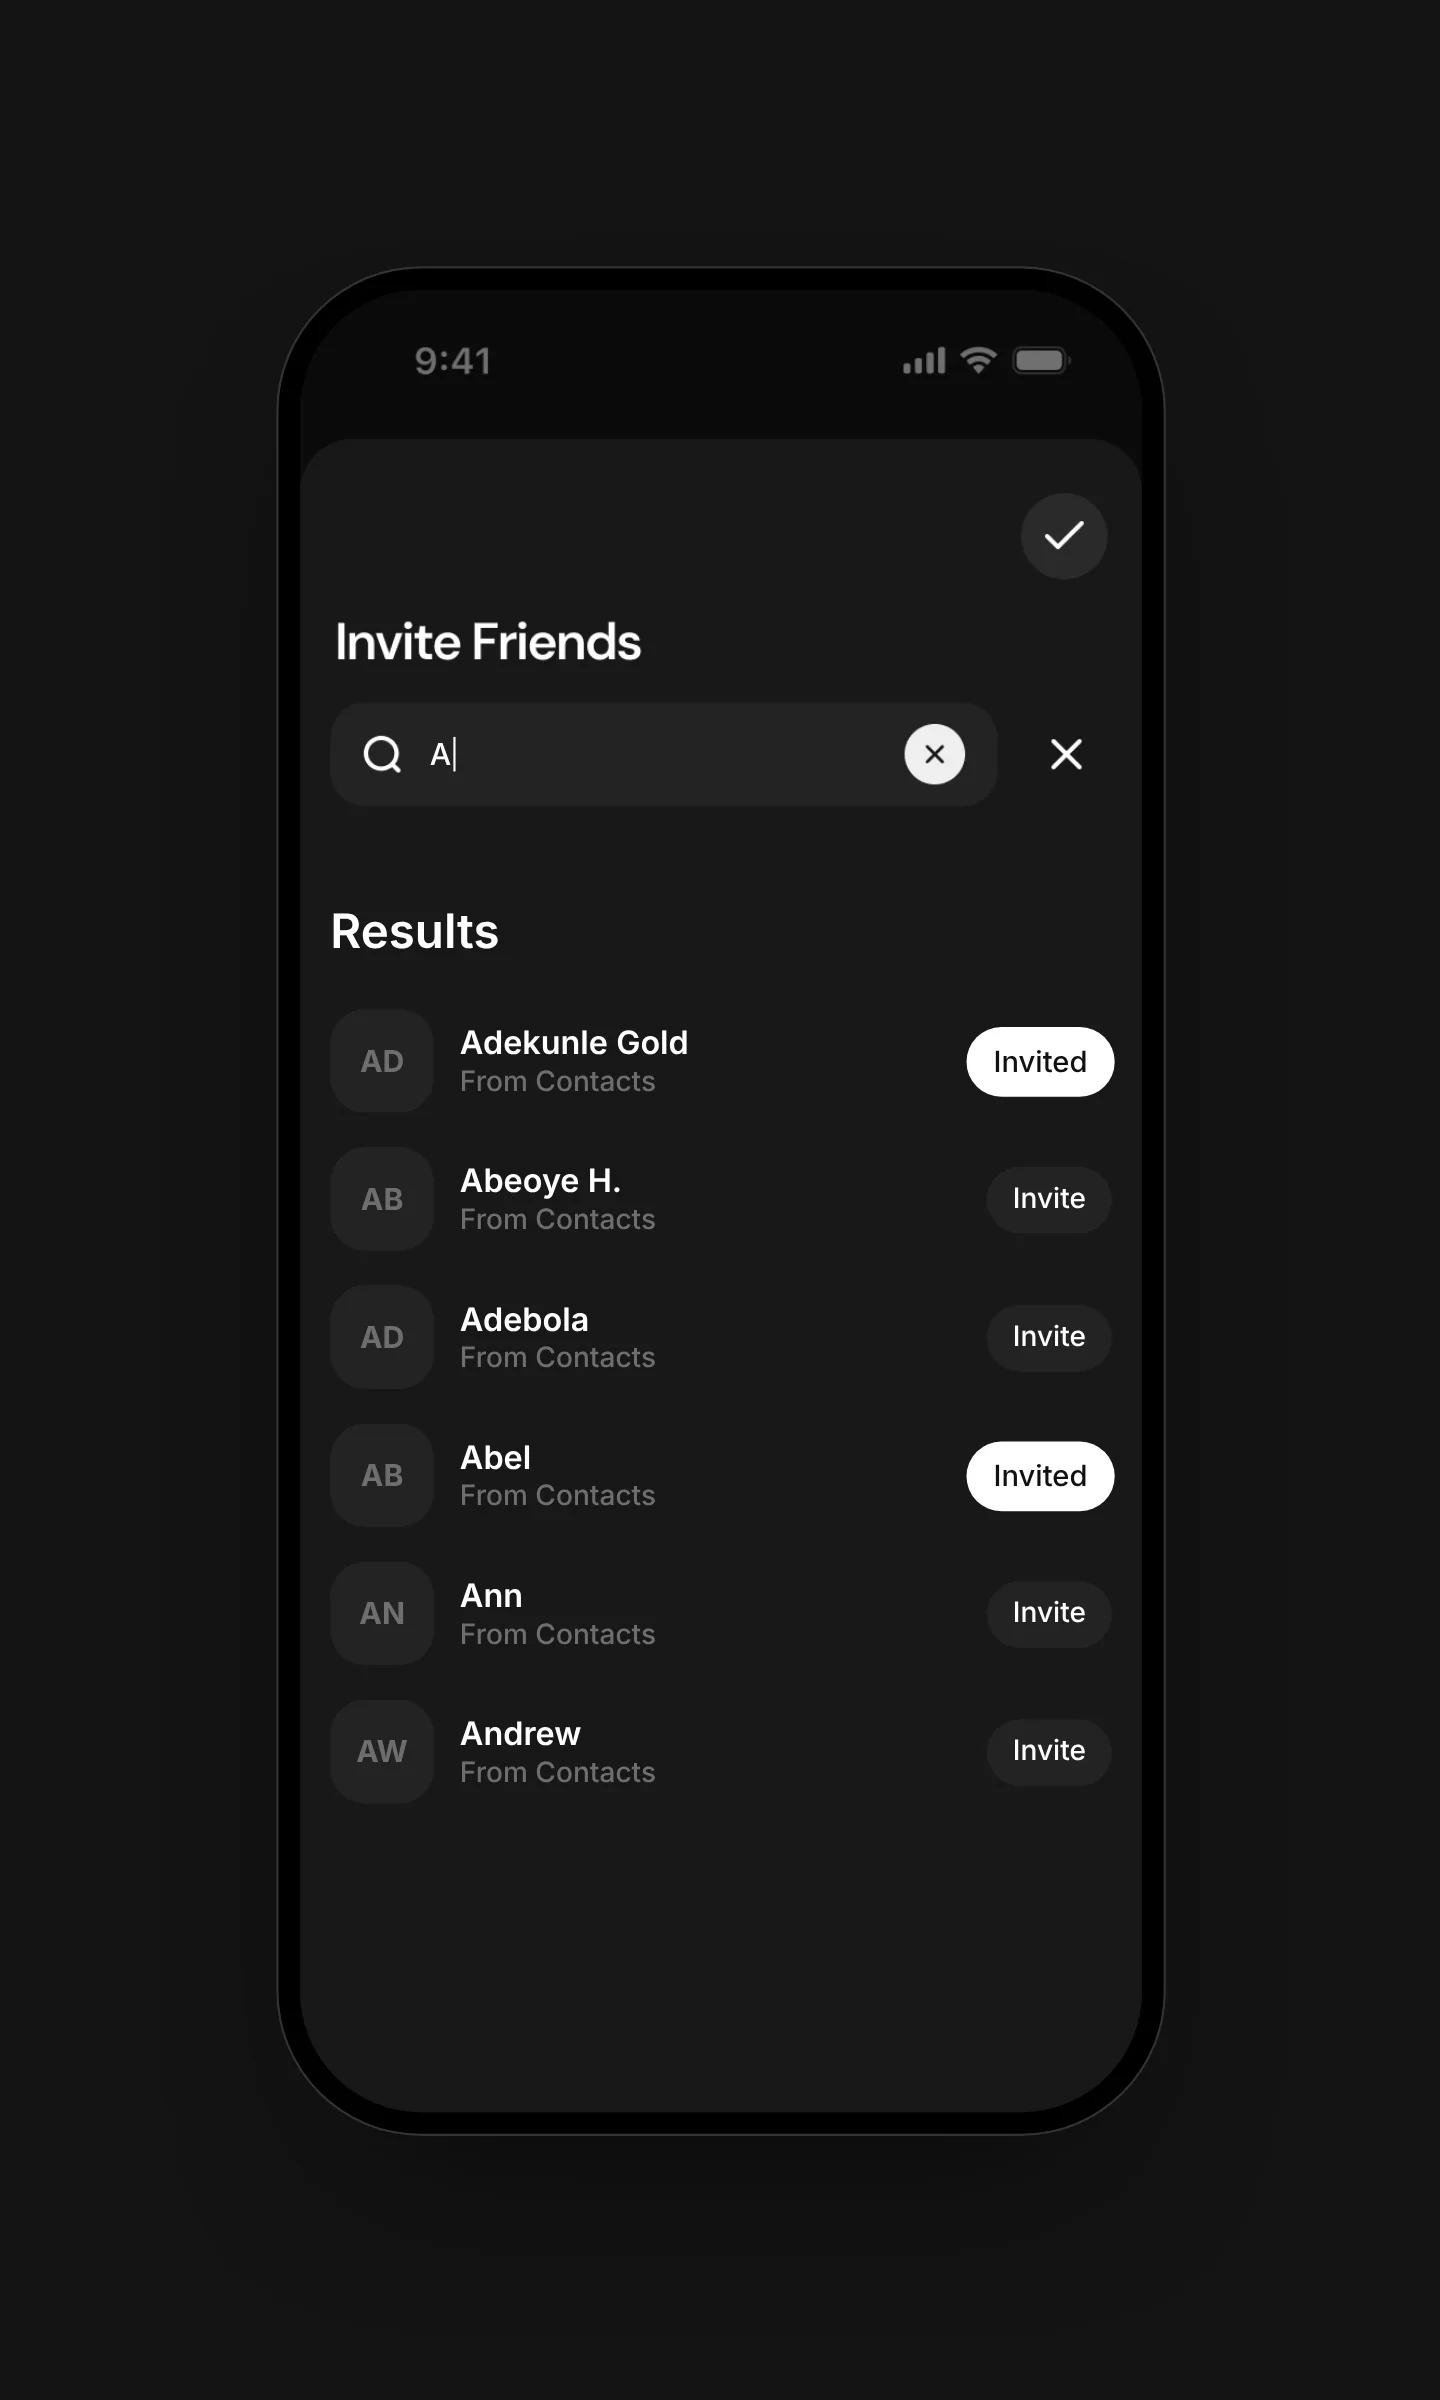 9:41
Invite Friends
A
Results
AD
Adekunle Gold
From Contacts
Invited
AB
Abeoye H.
From Contacts
Invite
AD
Adebola
From Contacts
Invite
AB
Abel
From Contacts
Invited
AN
Ann
From Contacts
Invite
AW
Andrew
From Contacts
Invite